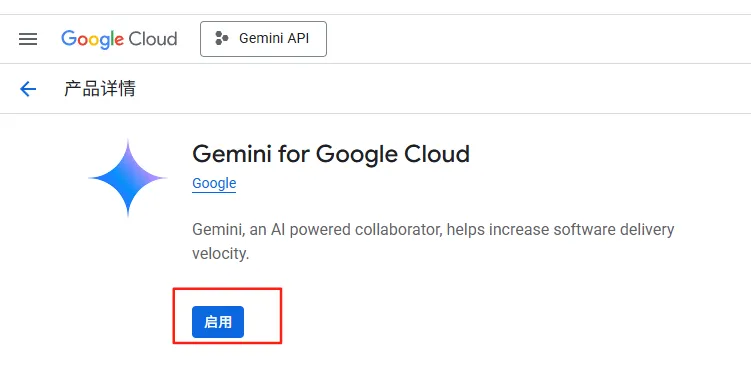 Google Cloud
Gemini API
产品详情
Gemini for Google Cloud
Google
Gemini, an AI powered collaborator, helps increase software delivery
velocity.
启用